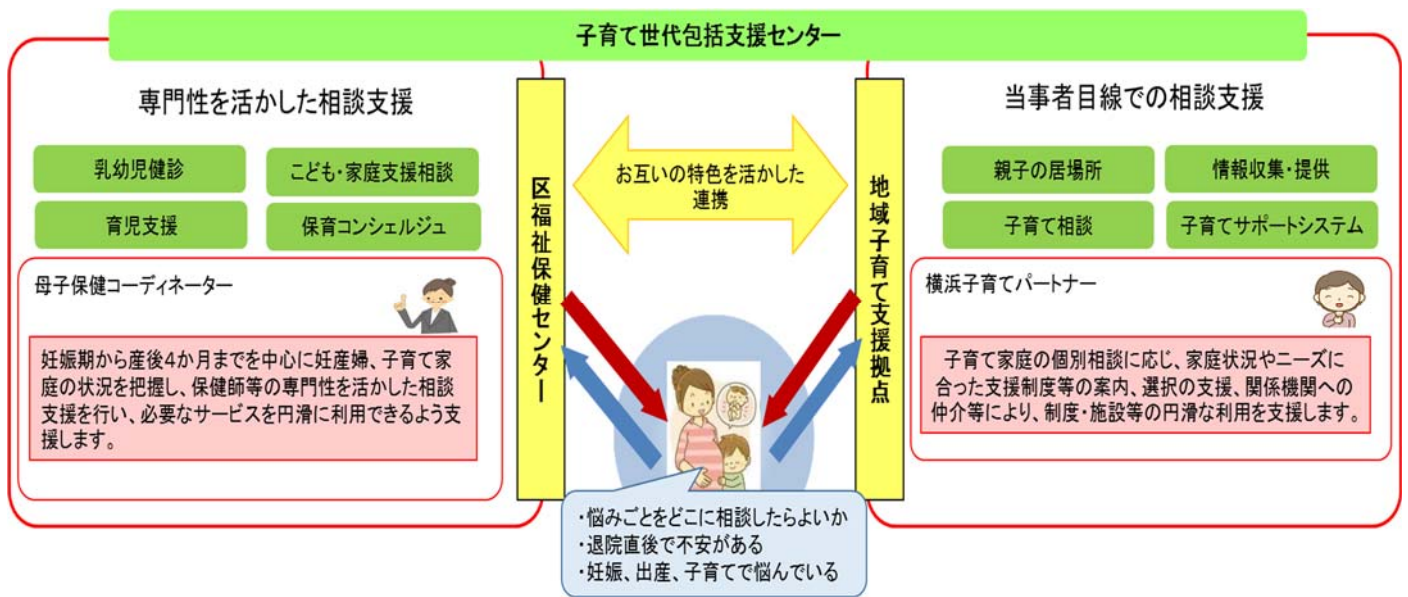 子育て世代包括支援センター
専門性を活かした相談支援
乳幼児健診
こども・家庭支援相談
育児支援
保育コンシェルジュ
母子保健コーディネーター
妊娠期から産後4か月までを中心に妊産婦、子育て家
庭の状況を把握し、保健師等の専門性を活かした相談
支援を行い、必要なサービスを円滑に利用できるよう支
援します。
区福祉保健センター
お互いの特色を活かした
連携
地域子育て支援拠点
当事者目線での相談支援
親子の居場所
情報収集・提供
子育て相談
子育てサポートシステム
横浜子育てパートナー
子育て家庭の個別相談に応じ、家庭状況やニーズに
合った支援制度等の案内、選択の支援、関係機関への
仲介等により、制度・施設等の円滑な利用を支援します。
・悩みごとをどこに相談したらよいか
・退院直後で不安がある
・妊娠、出産、子育てで悩んでいる